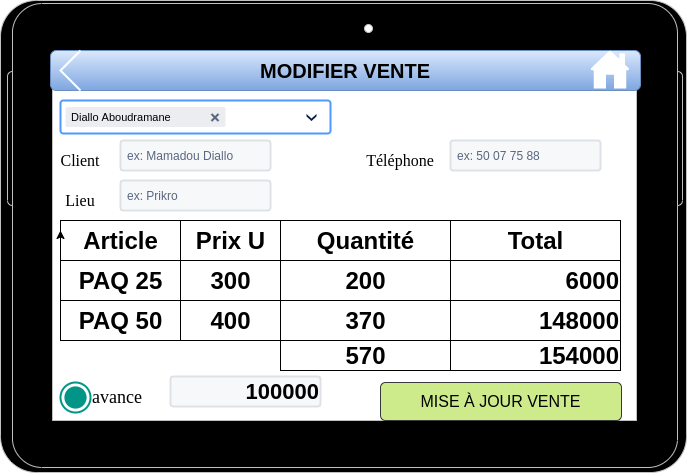 MODIFIER VENTE
Diallo Aboudramane
Client ex: Mamadou Diallo Téléphone ex: 50 07 75 88
Lieu ex: Prikro
Article Prix U Quantité Total
PAQ 25 300 200 6000
PAQ 50 400 370 148000
570 154000
avance 100000 MISE À JOUR VENTE